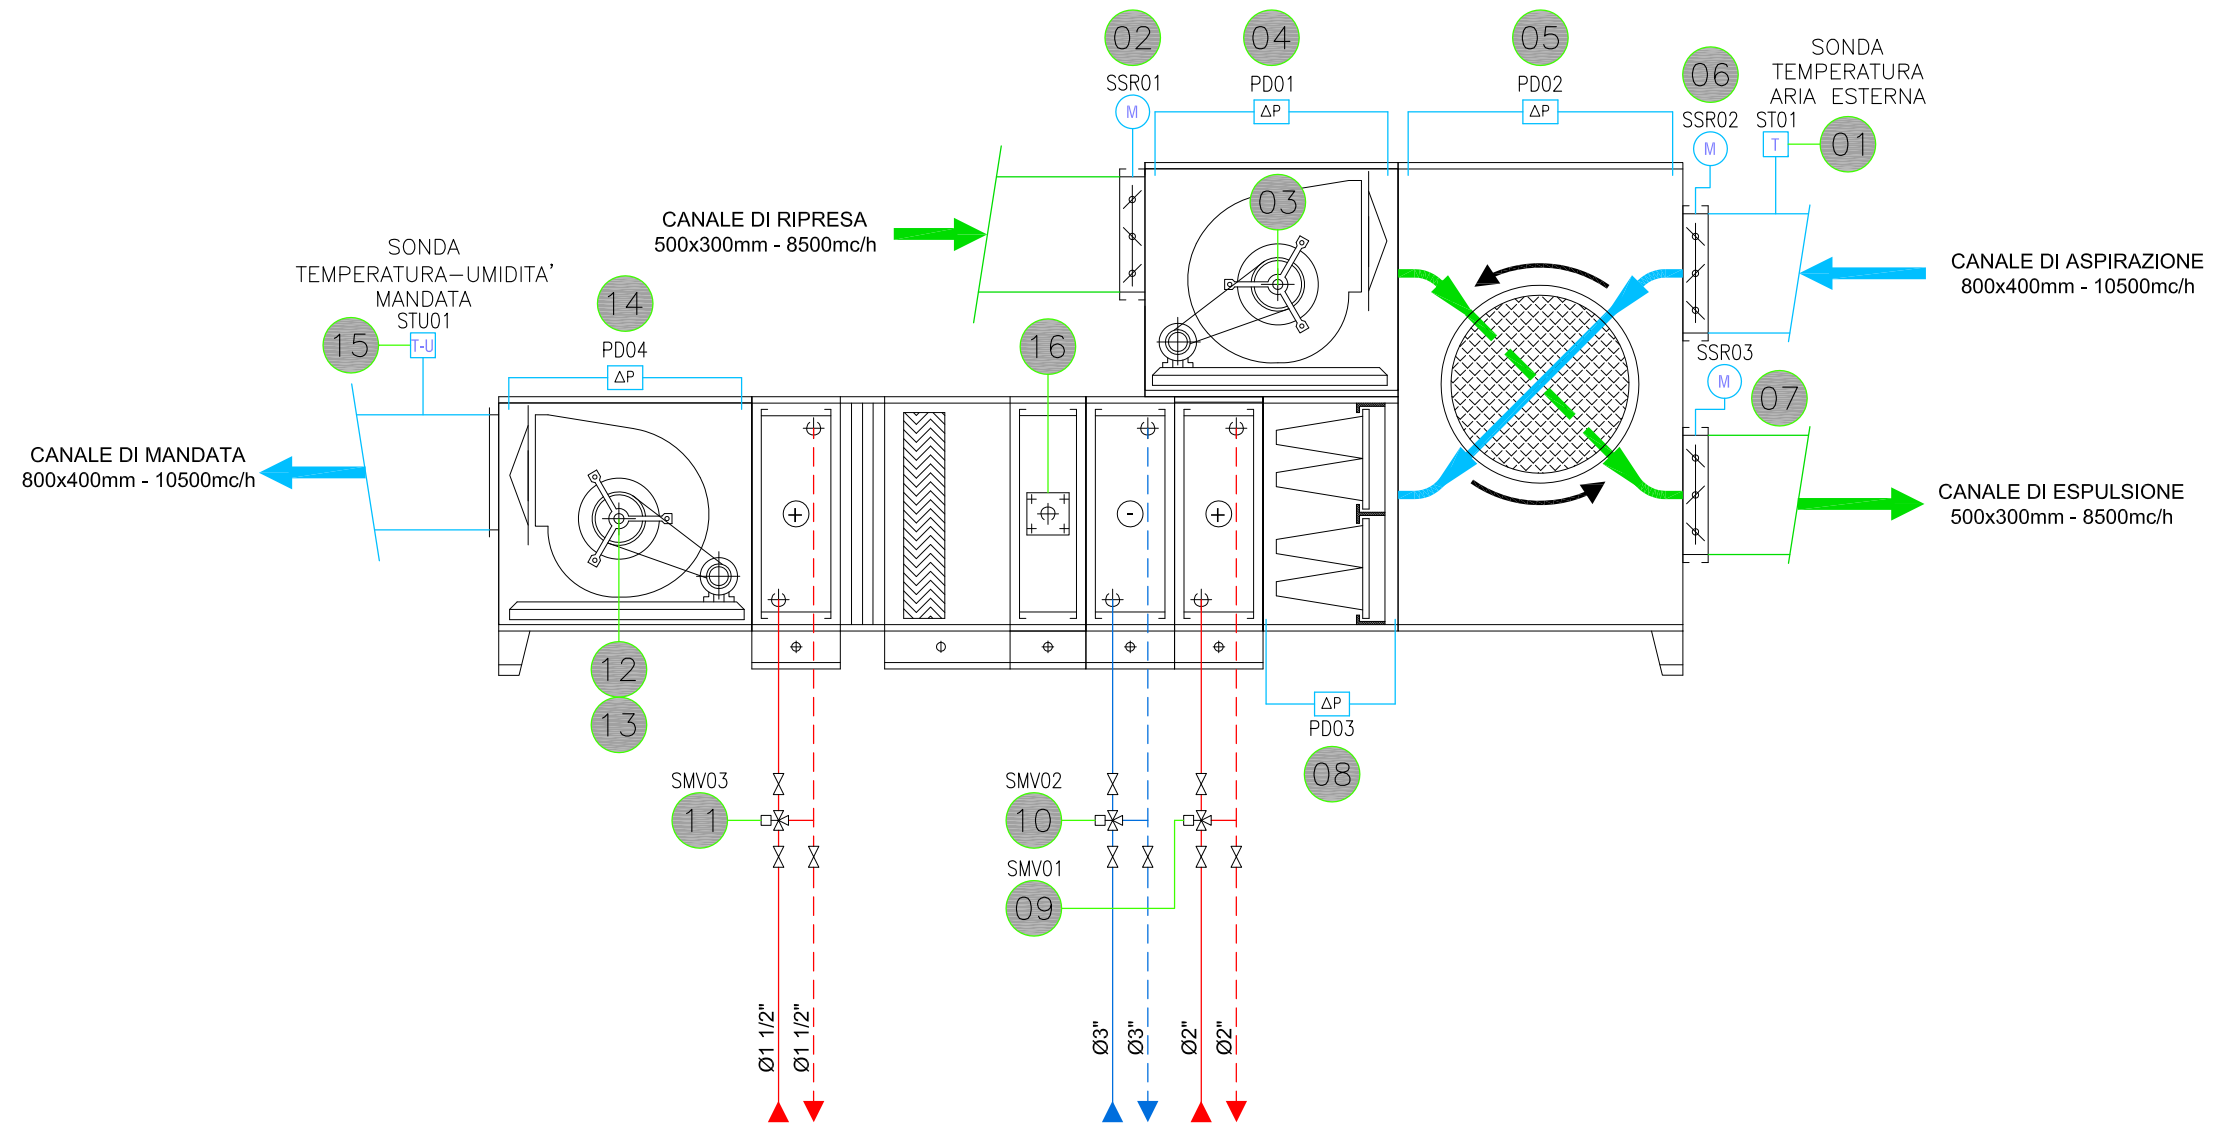 02
04
05
06
SONDA
TEMPERATURA
ARIA ESTERNA
SSR01
PD01
PD02
SSR02
ST01
M
ΔP
ΔP
M
T
01
03
CANALE DI RIPRESA
500x300mm - 8500mc/h
CANALE DI ASPIRAZIONE
800x400mm - 10500mc/h
SONDA
TEMPERATURA-UMIDITA'
MANDATA
STU01
14
15
T-U
PD04
ΔP
16
SSR03
M
07
CANALE DI MANDATA
800x400mm - 10500mc/h
CANALE DI ESPULSIONE
500x300mm - 8500mc/h
+
-
+
12
13
ΔP
PD03
08
SMV03
11
SMV02
10
SMV01
09
Ø1 1/2"
Ø1 1/2"
Ø3"
Ø3"
Ø2"
Ø2"